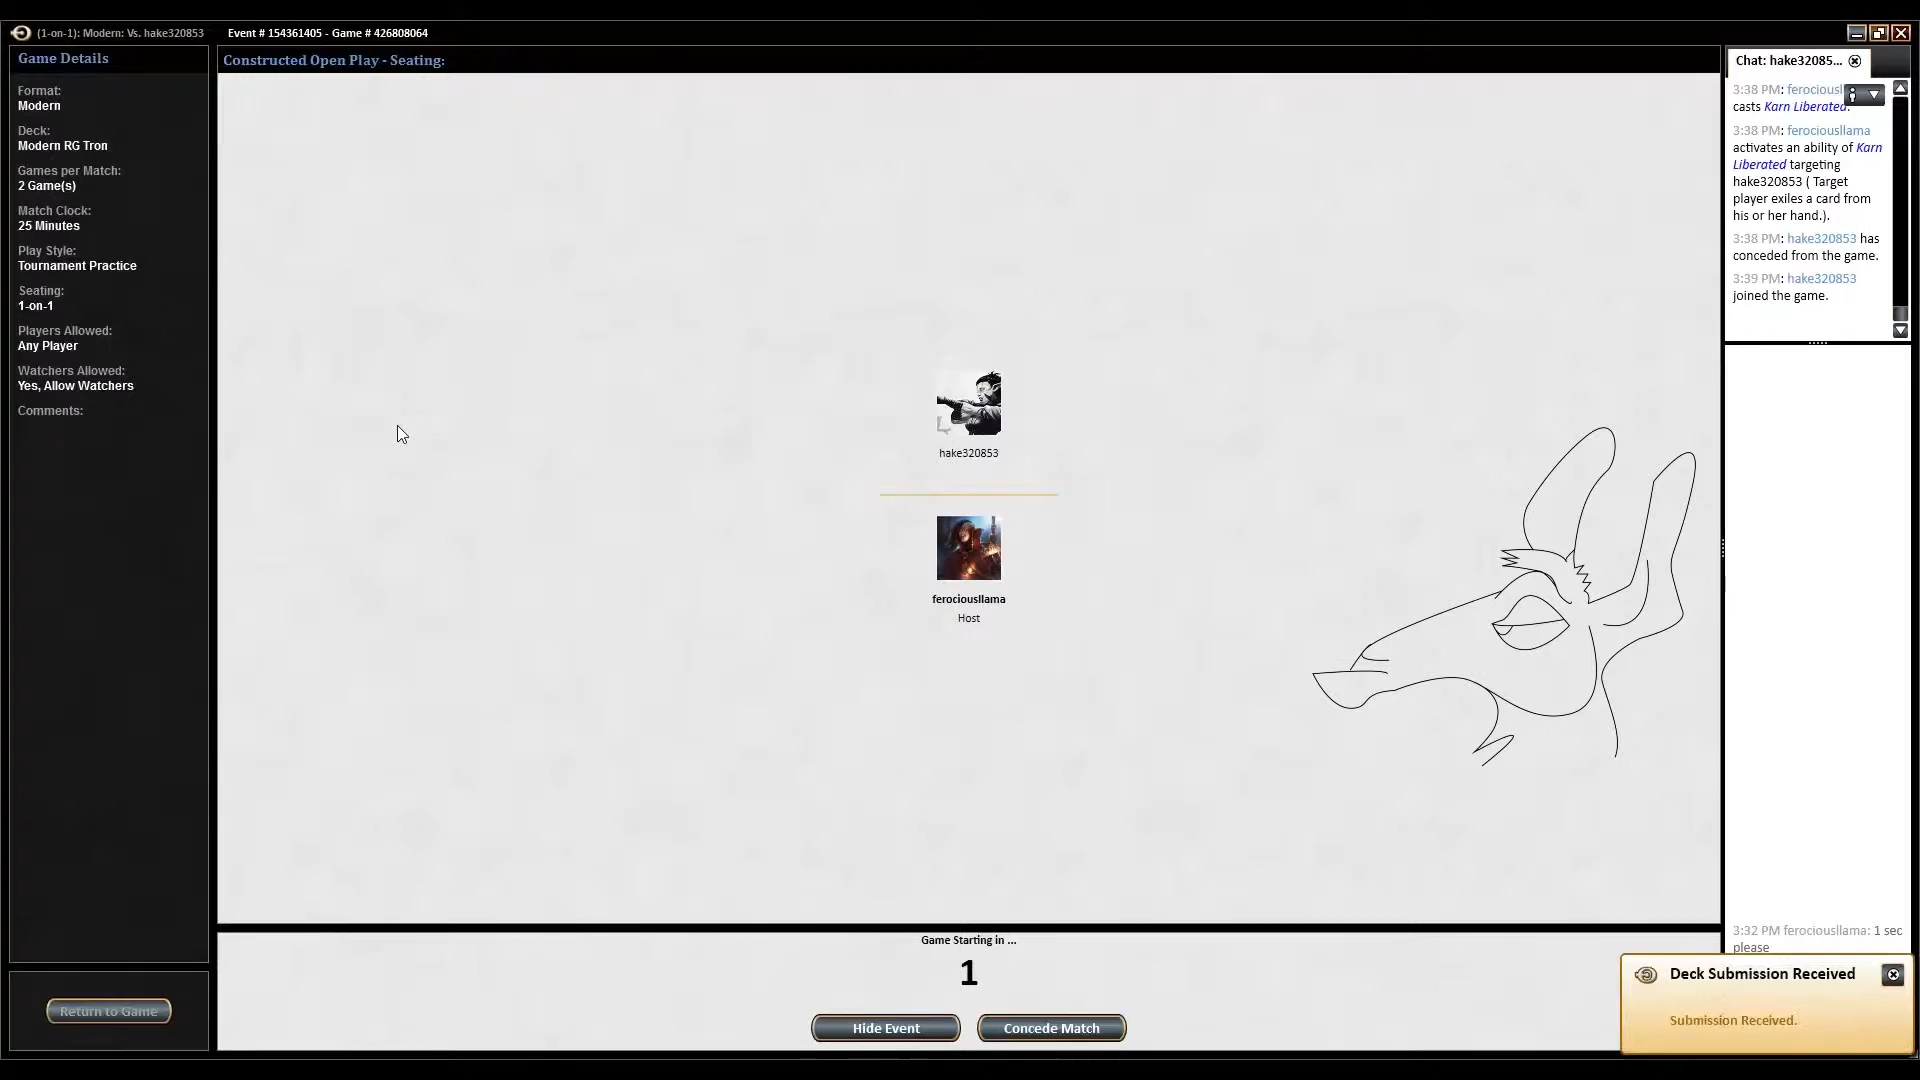 (1-on-1): Modern: Vs. hake320853
Event # 154361405 - Game # 426808064
Game Details
Format:
Modern
Deck:
Modern RG Tron
Games per Match:
2 Game(s)
Match Clock:
25 Minutes
Play Style:
Tournament Practice
Seating:
1-on-1
Players Allowed:
Any Player
Watchers Allowed:
Yes, Allow Watchers
Comments:
Return to Game
Constructed Open Play - Seating:
hake320853
ferociousllama
Host
Game Starting in ...
1
Hide Event
Concede Match
Chat: hake32085...
3:38 PM: ferociousl
casts Karn Liberated.
3:38 PM: ferociousllama
activates an ability of Karn
Liberated targeting
hake320853 ( Target
player exiles a card from
his or her hand.).
3:38 PM: hake320853 has
conceded from the game.
3:39 PM: hake320853
joined the game.
3:32 PM ferociousllama: 1 sec
please
Deck Submission Received
Submission Received.